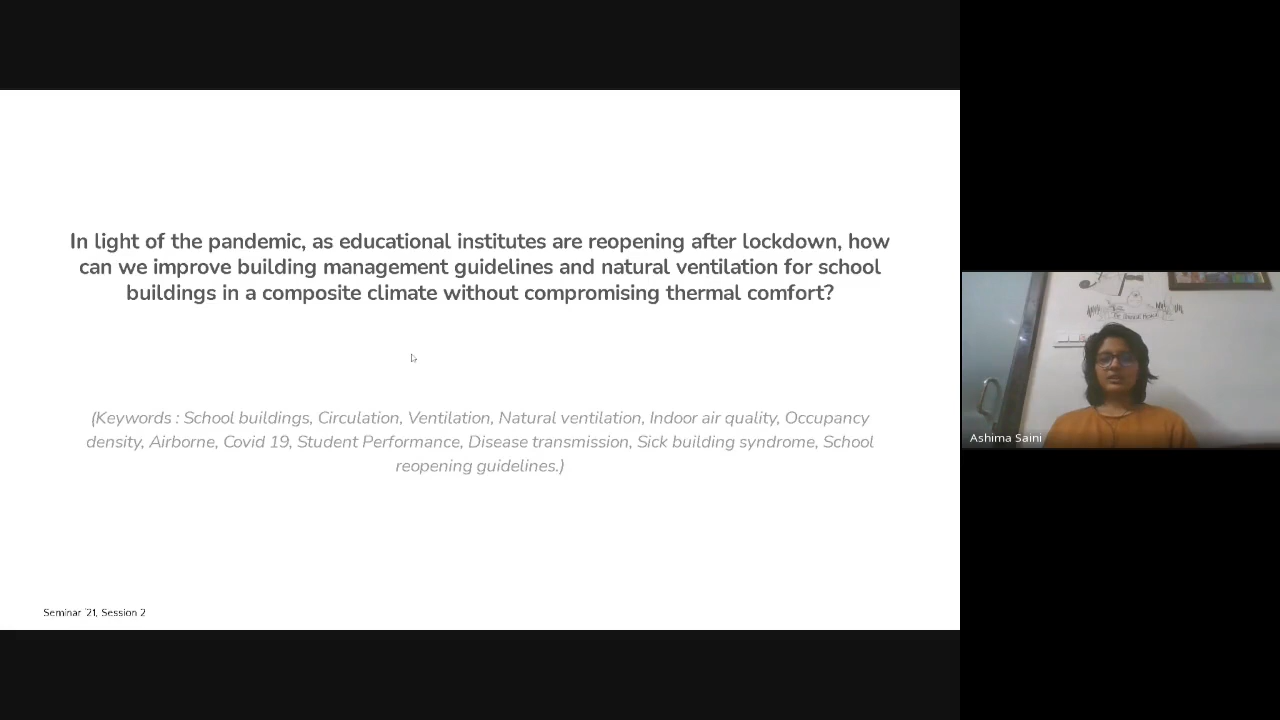 In light of the pandemic, as educational institutes are reopening after lockdown, how
can we improve building management guidelines and natural ventilation for school
buildings in a composite climate without compromising thermal comfort?
(Keywords : School buildings, Circulation, Ventilation, Natural ventilation, Indoor air quality, Occupancy
density, Airborne, Covid 19, Student Performance, Disease transmission, Sick building syndrome, School
reopening guidelines.)
Seminar '21, Session 2
Ashima Saini